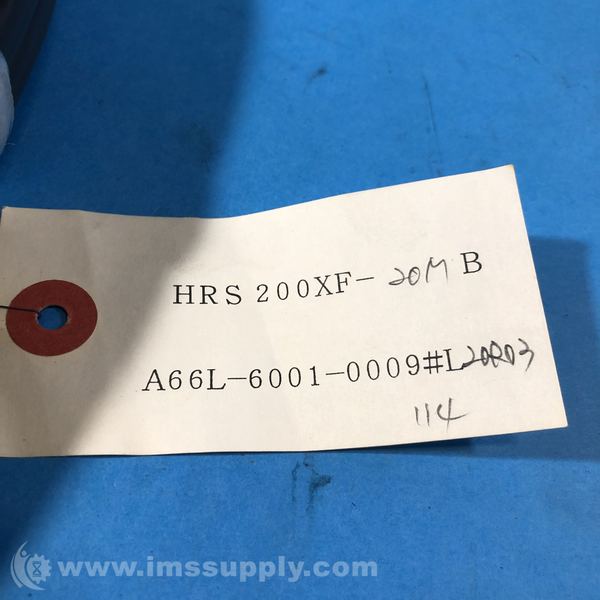 HRS 200XF- 20M B
A66L-6001-0009#L20R03
114
www.imssupply.com